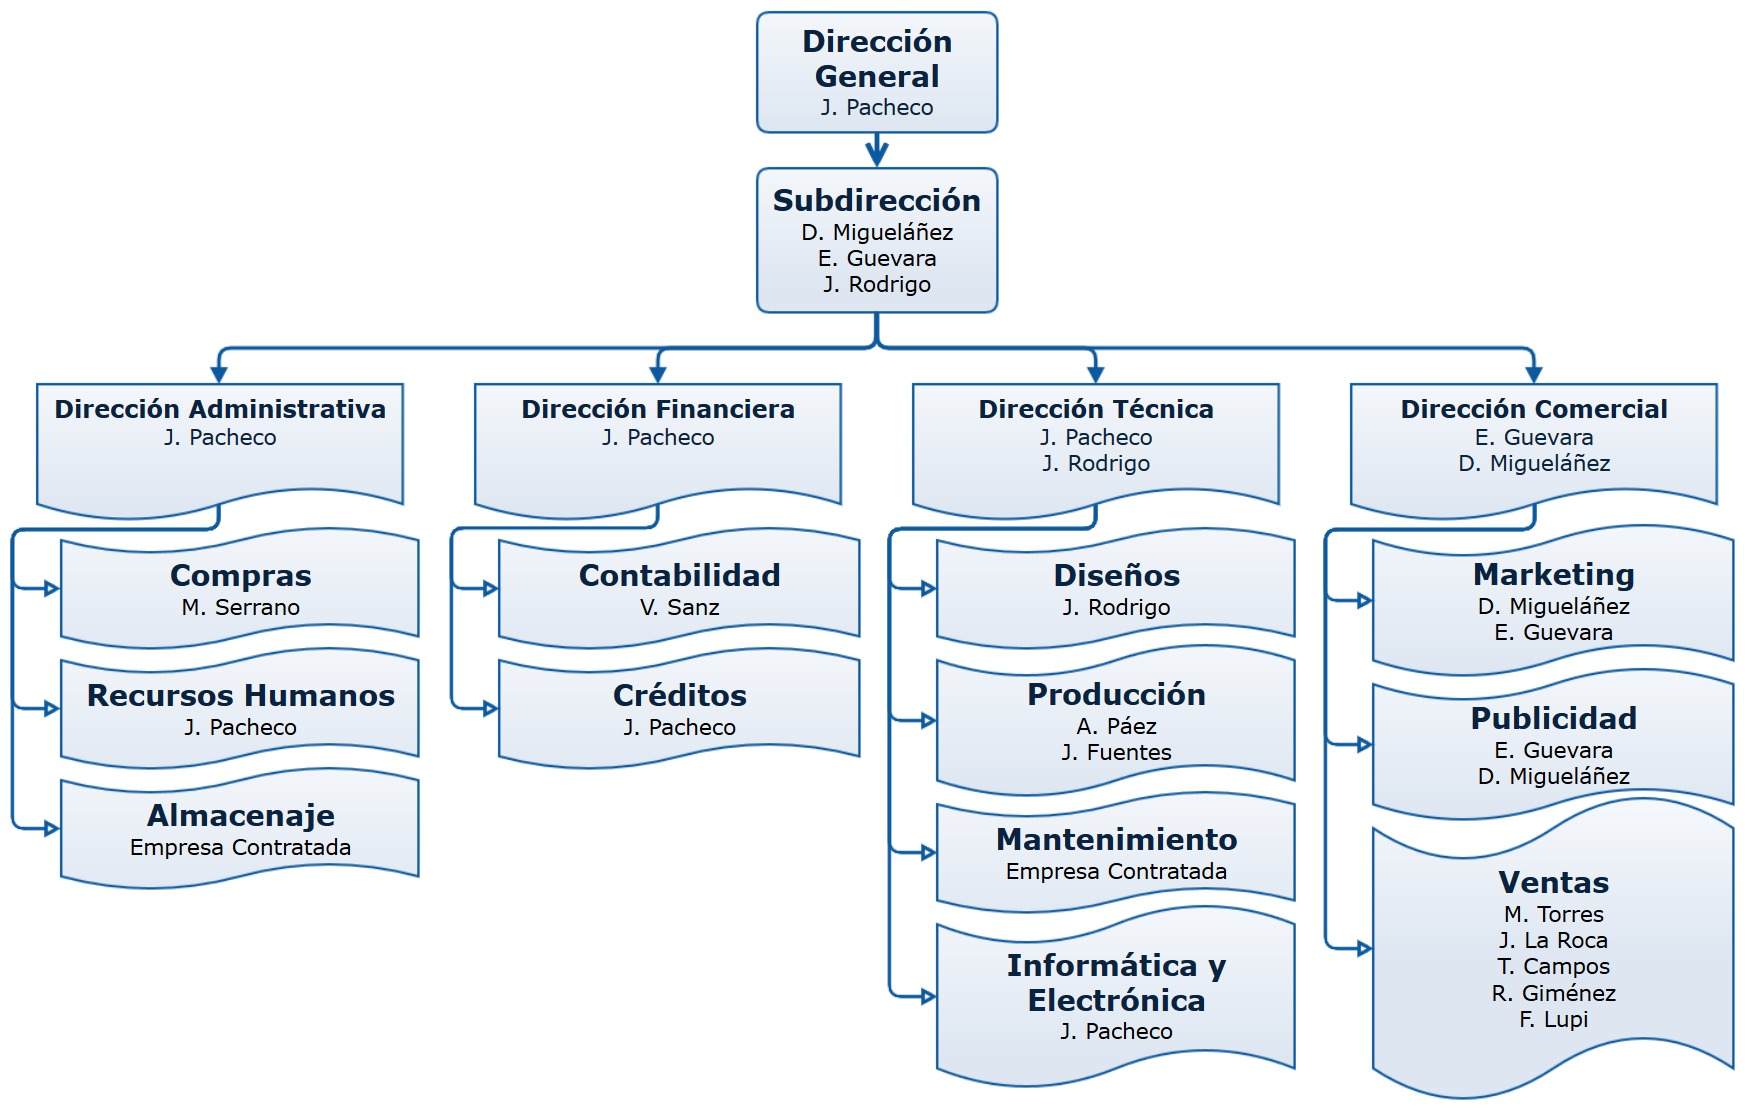 Dirección
General
J. Pacheco
Subdirección
D. Migueláñez
E. Guevara
J. Rodrigo
Dirección Administrativa
J. Pacheco
Compras
M. Serrano
Recursos Humanos
J. Pacheco
Almacenaje
Empresa Contratada
Dirección Financiera
J. Pacheco
Contabilidad
V. Sanz
Créditos
J. Pacheco
Dirección Técnica
J. Pacheco
J. Rodrigo
Diseños
J. Rodrigo
Producción
A. Páez
J. Fuentes
Mantenimiento
Empresa Contratada
Informática y
Electrónica
J. Pacheco
Dirección Comercial
E. Guevara
D. Migueláñez
Marketing
D. Migueláñez
E. Guevara
Publicidad
E. Guevara
D. Migueláñez
Ventas
M. Torres
J. La Roca
T. Campos
R. Giménez
F. Lupi